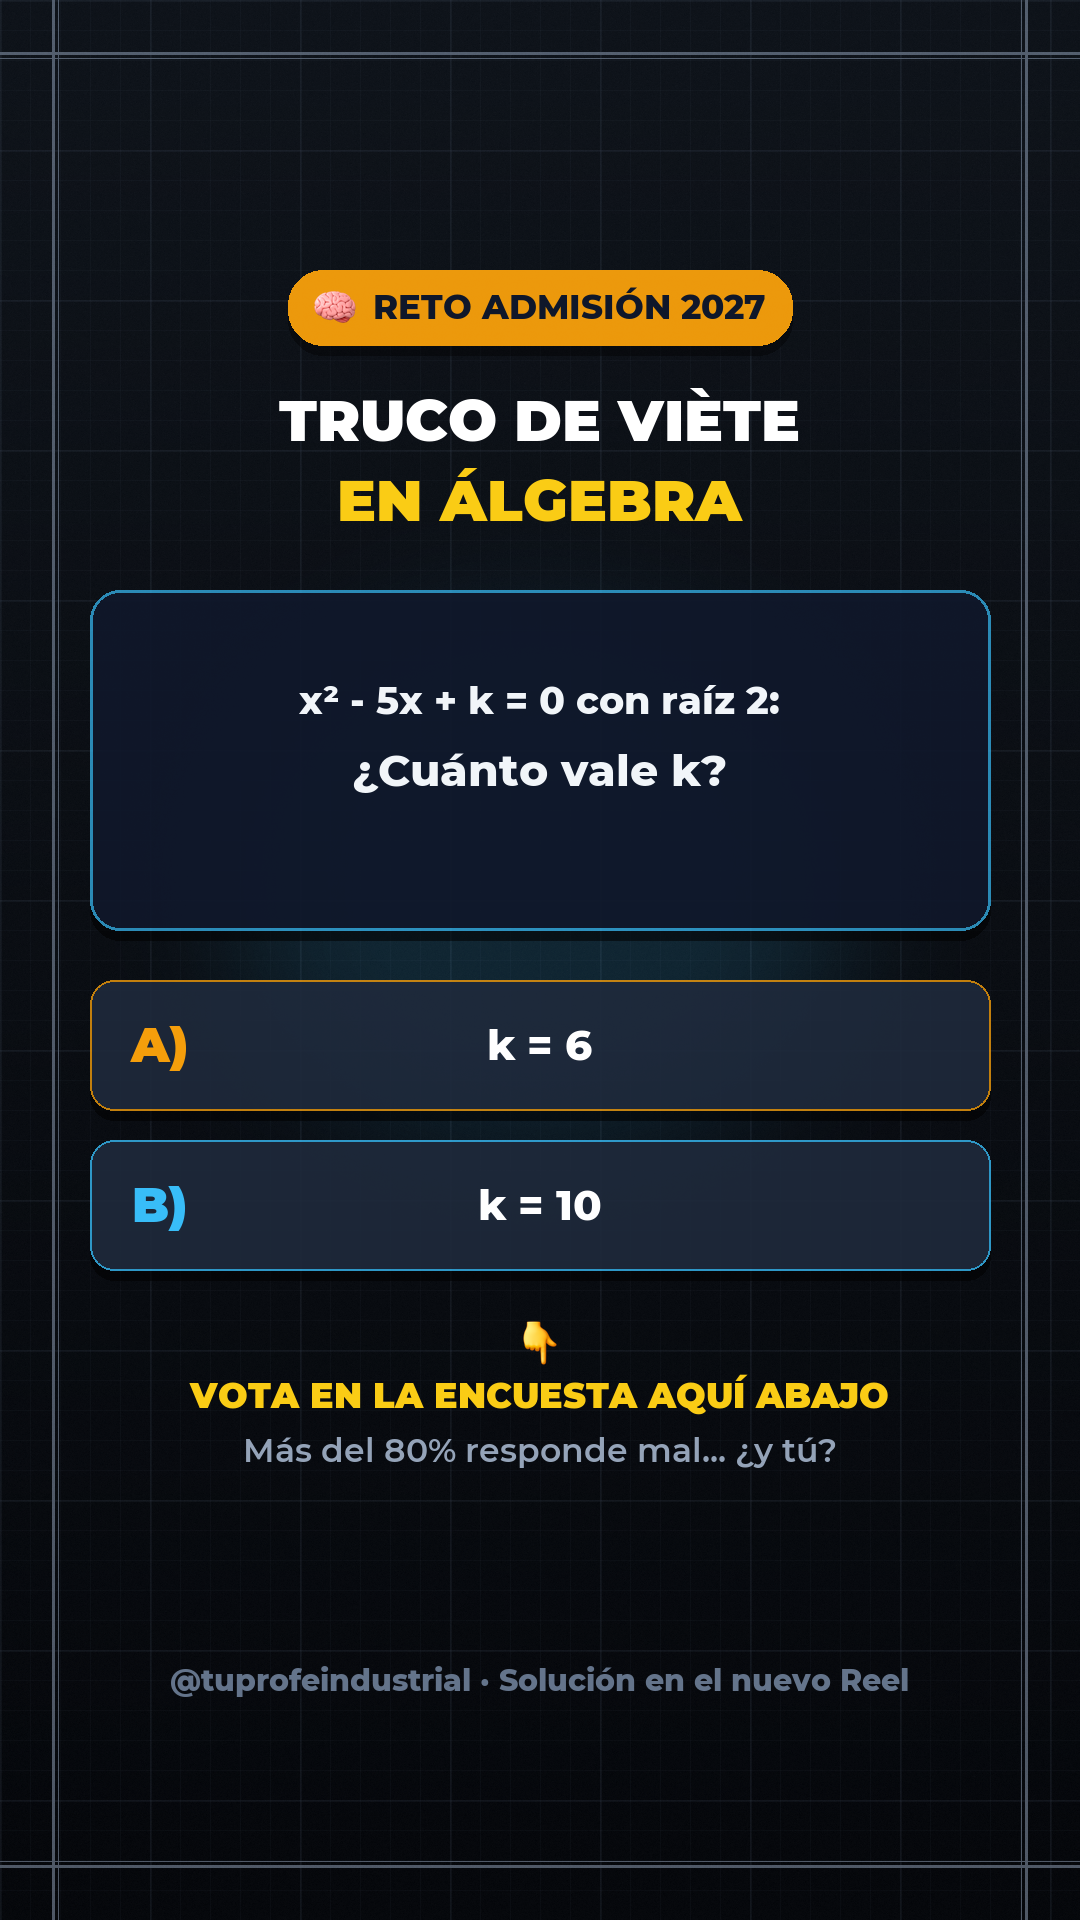 🧠 RETO ADMISIÓN 2027
TRUCO DE VIÈTE
EN ÁLGEBRA
x² - 5x + k = 0 con raíz 2:
¿Cuánto vale k?
A) k = 6
B) k = 10
👇
VOTA EN LA ENCUESTA AQUÍ ABAJO
Más del 80% responde mal... ¿y tú?
@tuprofeindustrial · Solución en el nuevo Reel